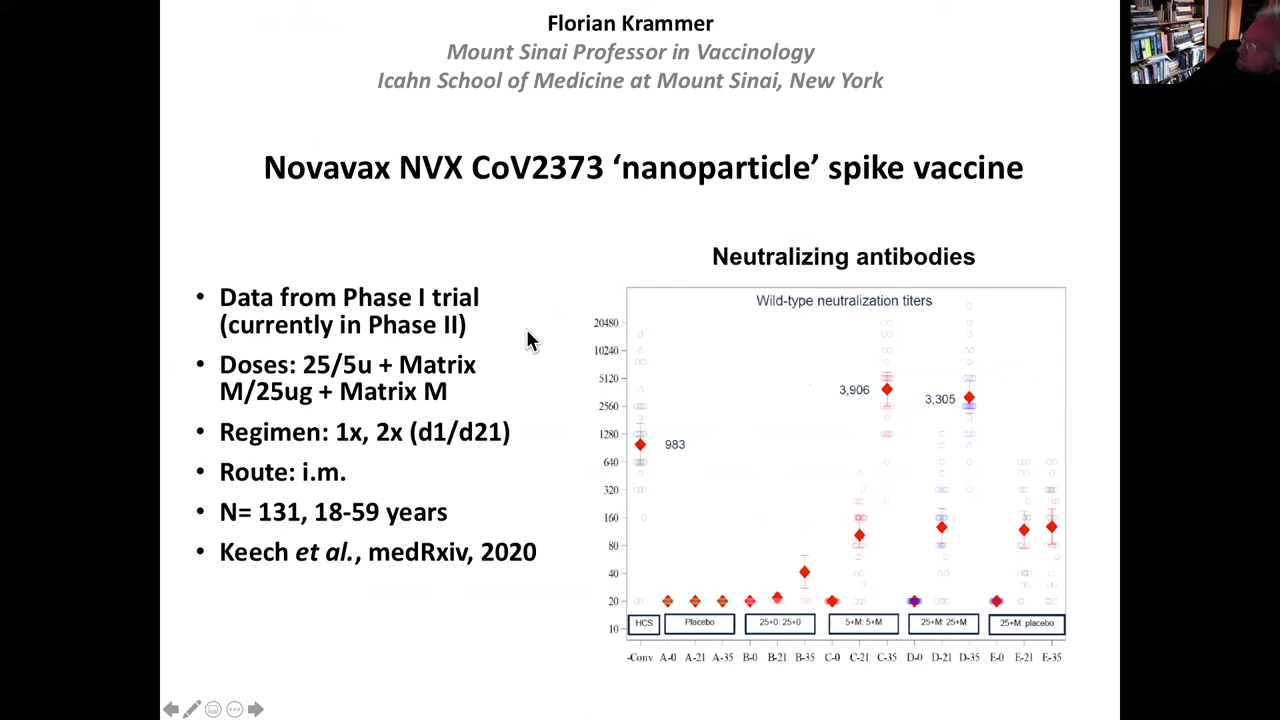 Florian Krammer
Mount Sinai Professor in Vaccinology
Icahn School of Medicine at Mount Sinai, New York
Novavax NVX CoV2373 ‘nanoparticle’ spike vaccine
• Data from Phase I trial
(currently in Phase II)
• Doses: 25/5u + Matrix
M/25ug + Matrix M
• Regimen: 1x, 2x (d1/d21)
• Route: i.m.
• N= 131, 18-59 years
• Keech et al., medRxiv, 2020
Neutralizing antibodies
Wild-type neutralization titers
20480
10240
5120
2560
1280
640
320
160
80
40
20
10
983
3,906
3,305
HCS Placebo 25+0: 25+0 5+M: 5+M 25+M: 25+M 25+M: placebo
-Conv A-0 A-21 A-35 B-0 B-21 B-35 C-0 C-21 C-35 D-0 D-21 D-35 E-0 E-21 E-35